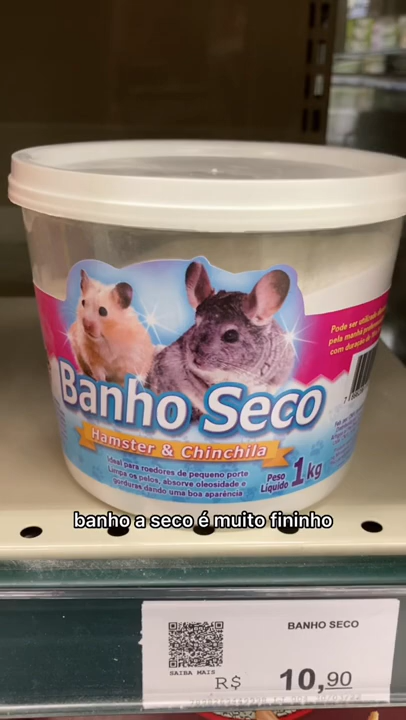 Banho Seco
Hamster & Chinchila
Ideal para roedores de pequeno porte
Limpa os pelos, absorve oleosidade e
gorduras dando uma boa aparência
Peso
Líquido 1kg
Pode ser utilizado
pela manhã
com duração de
banho a seco é muito fininho
BANHO SECO
SAIBA MAIS
R$ 10,90